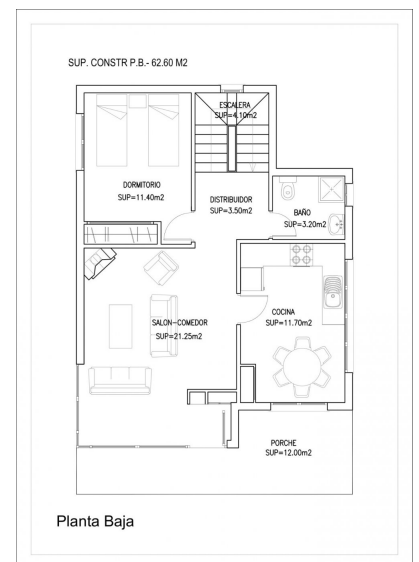 SUP. CONSTR P.B.- 62.60 M2
ESCALERA
SUP=4.10m2
DORMITORIO
SUP=11.40m2
DISTRIBUIDOR
SUP=3.50m2
BAÑO
SUP=3.20m2
SALON-COMEDOR
SUP=21.25m2
COCINA
SUP=11.70m2
PORCHE
SUP=12.00m2
Planta Baja